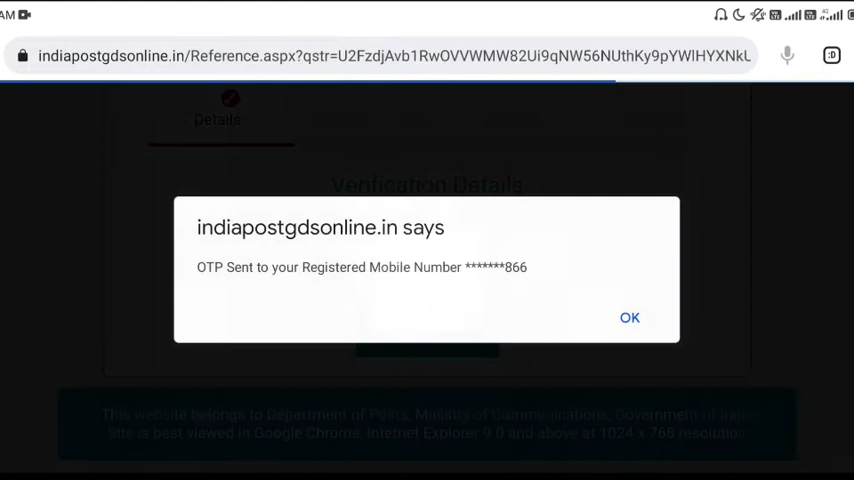 AM
indiapostgdsonline.in/Reference.aspx?qstr=U2FzdjAvb1RwOVVWMW82Ui9qNW56NUthKy9pYWlHYXNkU
:D
Details
Verification Details
indiapostgdsonline.in says
OTP Sent to your Registered Mobile Number *******866
OK
This website belongs to Department of Posts, Ministry of Communications, Government of India
Site is best viewed in Google Chrome, Internet Explorer 9.0 and above at 1024 x 768 resolution